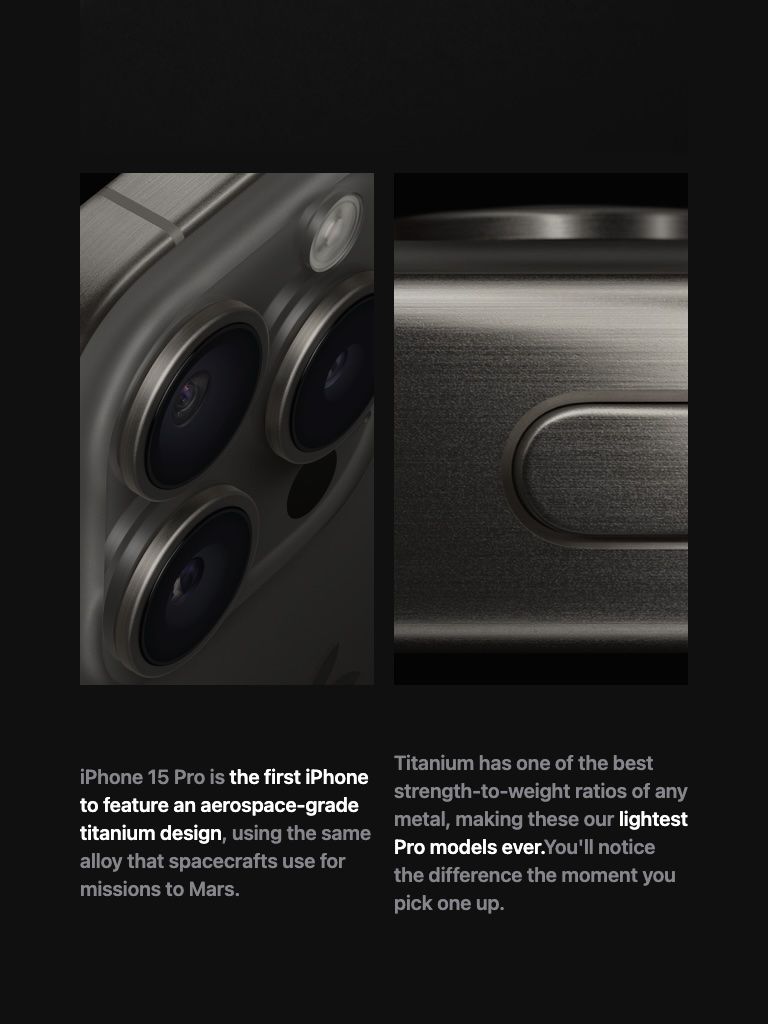 iPhone 15 Pro is the first iPhone
to feature an aerospace-grade
titanium design, using the same
alloy that spacecrafts use for
missions to Mars.
Titanium has one of the best
strength-to-weight ratios of any
metal, making these our lightest
Pro models ever.You'll notice
the difference the moment you
pick one up.